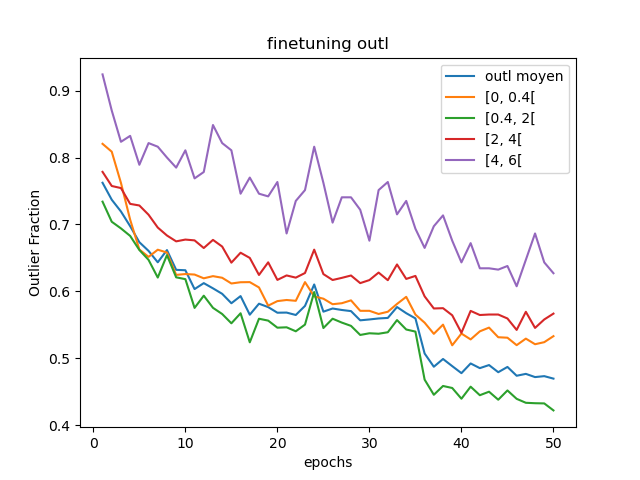 finetuning outl
outl moyen
[0, 0.4[
[0.4, 2[
[2, 4[
[4, 6[
Outlier Fraction
0.9
0.8
0.7
0.6
0.5
0.4
0 10 20 30 40 50
epochs